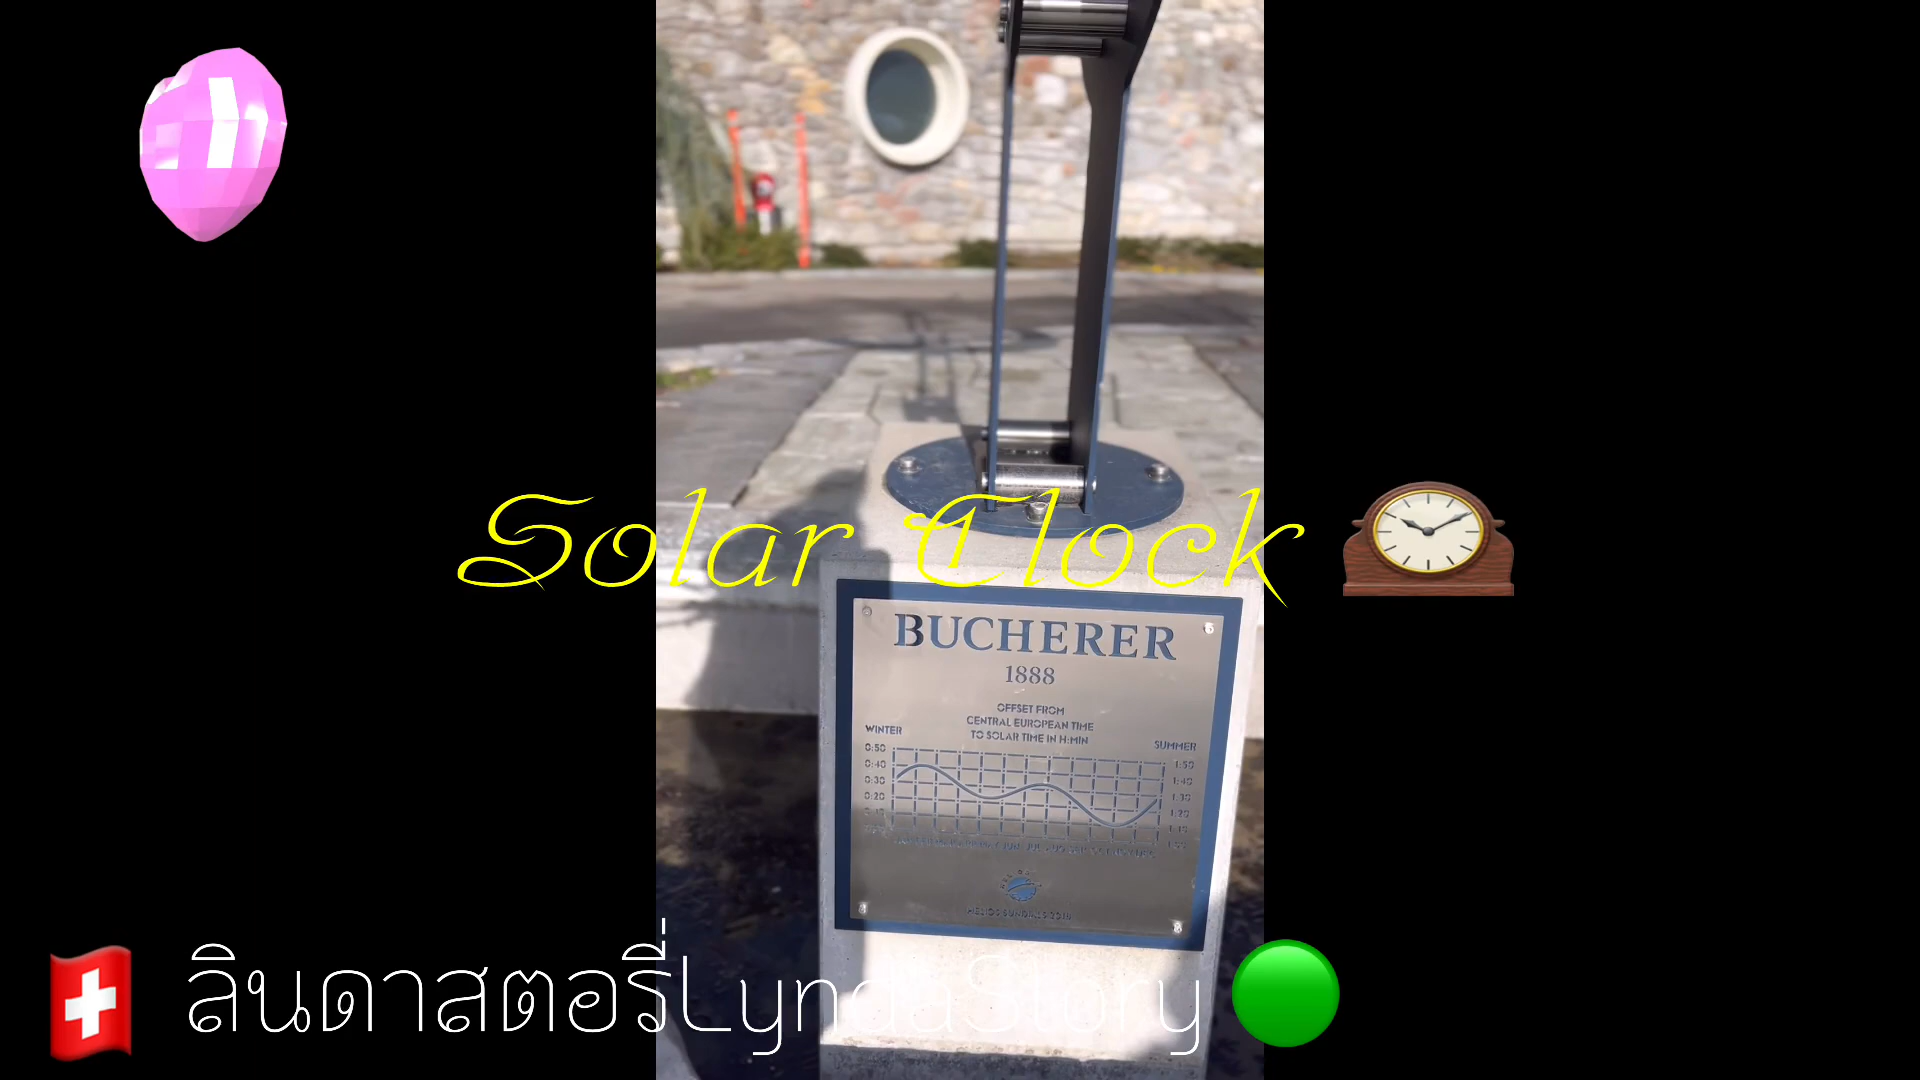 Solar Clock
BUCHERER
1888
OFFSET FROM
CENTRAL EUROPEAN TIME
TO SOLAR TIME IN H:MIN
WINTER
SUMMER
0:50
1:50
0:40
1:40
0:30
1:30
0:20
1:20
ลินดาสตอรี่LyndaStory